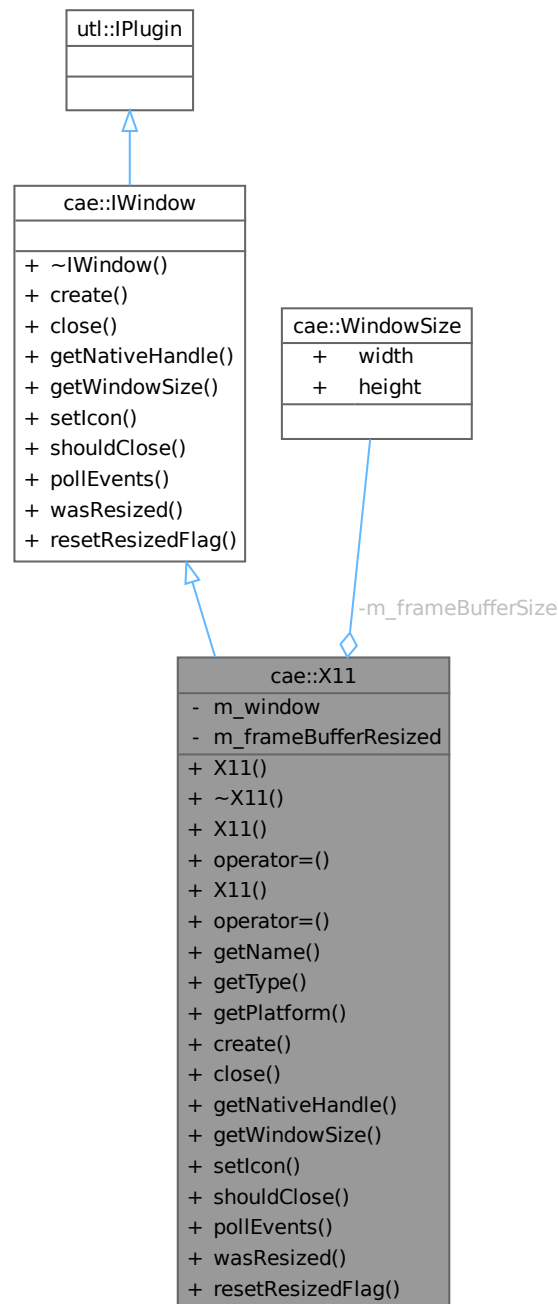 utl::IPlugin
cae::IWindow
+ ~IWindow()
+ create()
+ close()
+ getNativeHandle()
+ getWindowSize()
+ setIcon()
+ shouldClose()
+ pollEvents()
+ wasResized()
+ resetResizedFlag()
cae::WindowSize
+ width
+ height
-m_frameBufferSize
cae::X11
- m_window
- m_frameBufferResized
+ X11()
+ ~X11()
+ X11()
+ operator=()
+ X11()
+ operator=()
+ getName()
+ getType()
+ getPlatform()
+ create()
+ close()
+ getNativeHandle()
+ getWindowSize()
+ setIcon()
+ shouldClose()
+ pollEvents()
+ wasResized()
+ resetResizedFlag()